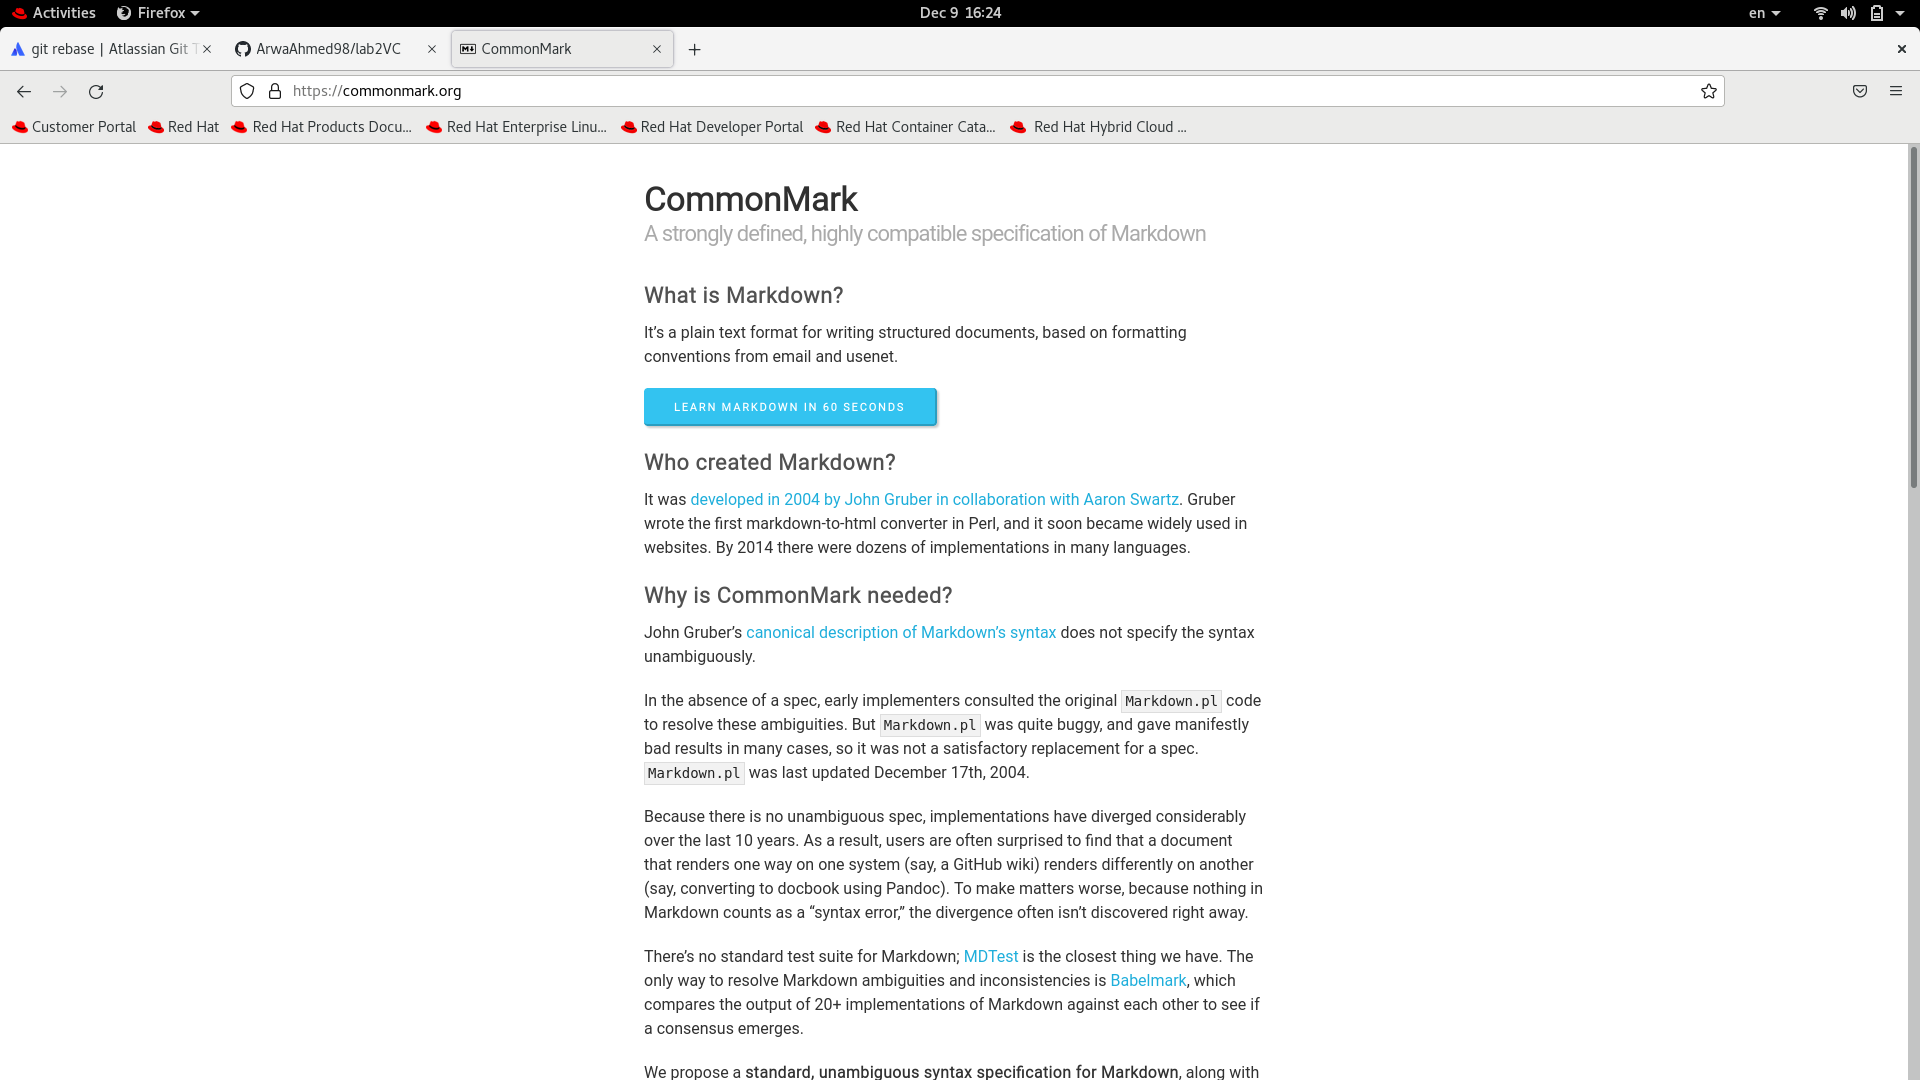 Activities Firefox Dec 9 16:24 en
git rebase | Atlassian Git T ArwaAhmed98/lab2VC CommonMark
https://commonmark.org
Customer Portal Red Hat Red Hat Products Docu... Red Hat Enterprise Linu... Red Hat Developer Portal Red Hat Container Cata... Red Hat Hybrid Cloud ...
CommonMark
A strongly defined, highly compatible specification of Markdown
What is Markdown?
It’s a plain text format for writing structured documents, based on formatting
conventions from email and usenet.
LEARN MARKDOWN IN 60 SECONDS
Who created Markdown?
It was developed in 2004 by John Gruber in collaboration with Aaron Swartz. Gruber
wrote the first markdown-to-html converter in Perl, and it soon became widely used in
websites. By 2014 there were dozens of implementations in many languages.
Why is CommonMark needed?
John Gruber’s canonical description of Markdown’s syntax does not specify the syntax
unambiguously.
In the absence of a spec, early implementers consulted the original Markdown.pl code
to resolve these ambiguities. But Markdown.pl was quite buggy, and gave manifestly
bad results in many cases, so it was not a satisfactory replacement for a spec.
Markdown.pl was last updated December 17th, 2004.
Because there is no unambiguous spec, implementations have diverged considerably
over the last 10 years. As a result, users are often surprised to find that a document
that renders one way on one system (say, a GitHub wiki) renders differently on another
(say, converting to docbook using Pandoc). To make matters worse, because nothing in
Markdown counts as a “syntax error,” the divergence often isn’t discovered right away.
There’s no standard test suite for Markdown; MDTest is the closest thing we have. The
only way to resolve Markdown ambiguities and inconsistencies is Babelmark, which
compares the output of 20+ implementations of Markdown against each other to see if
a consensus emerges.
We propose a standard, unambiguous syntax specification for Markdown, along with